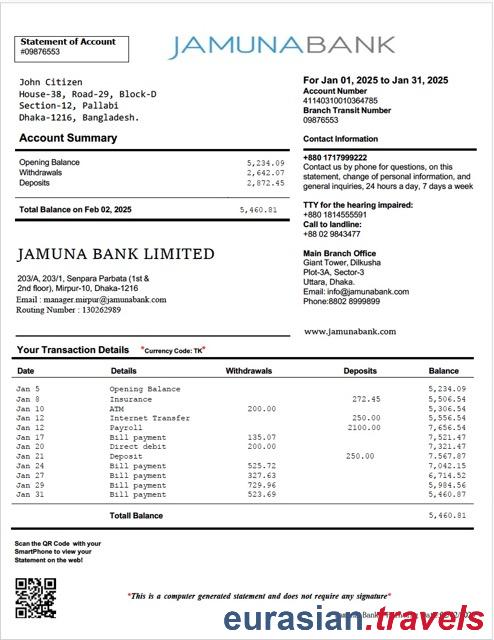 Statement of Account
#09876553
JAMUNABANK
John Citizen
House-38, Road-29, Block-D
Section-12, Pallabi
Dhaka-1216, Bangladesh.
For Jan 01, 2025 to Jan 31, 2025
Account Number
41140310010364785
Branch Transit Number
09876553
Account Summary
Opening Balance 5,234.09
Withdrawals 2,642.07
Deposits 2,872.45
Total Balance on Feb 02, 2025 5,460.81
Contact Information
+880 1717999222
Contact us by phone for questions, on this
statement, change of personal information, and
general inquiries, 24 hours a day, 7 days a week
TTY for the hearing impaired:
+880 1814555591
Call to landline:
+88 02 9843477
Main Branch Office
Giant Tower, Dilkusha
Plot-3A, Sector-3
Uttara, Dhaka.
Email: info@jamunabank.com
Phone:8802 8999899
www.jamunabank.com
JAMUNA BANK LIMITED
203/A, 203/1, Senpara Parbata (1st &
2nd floor), Mirpur-10, Dhaka-1216
Email : manager.mirpur@jamunabank.com
Routing Number : 130262989
Your Transaction Details *Currency Code: TK*
Date Details Withdrawals Deposits Balance
Jan 5 Opening Balance 5,234.09
Jan 8 Insurance 272.45 5,506.54
Jan 10 ATM 200.00 5,306.54
Jan 12 Internet Transfer 250.00 5,556.54
Jan 12 Payroll 2100.00 7,656.54
Jan 17 Bill payment 135.07 7,521.47
Jan 20 Direct debit 200.00 7,321.47
Jan 21 Deposit 250.00 7.567.87
Jan 24 Bill payment 525.72 7,042.15
Jan 27 Bill payment 327.63 6,714.52
Jan 29 Bill payment 729.96 5,984.56
Jan 31 Bill payment 523.69 5,460.87
Totall Balance 5,460.81
Scan the QR Code with your
SmartPhone to view your
Statement on the web!
*This is a computer generated statement and does not require any signature*
eurasian.travels